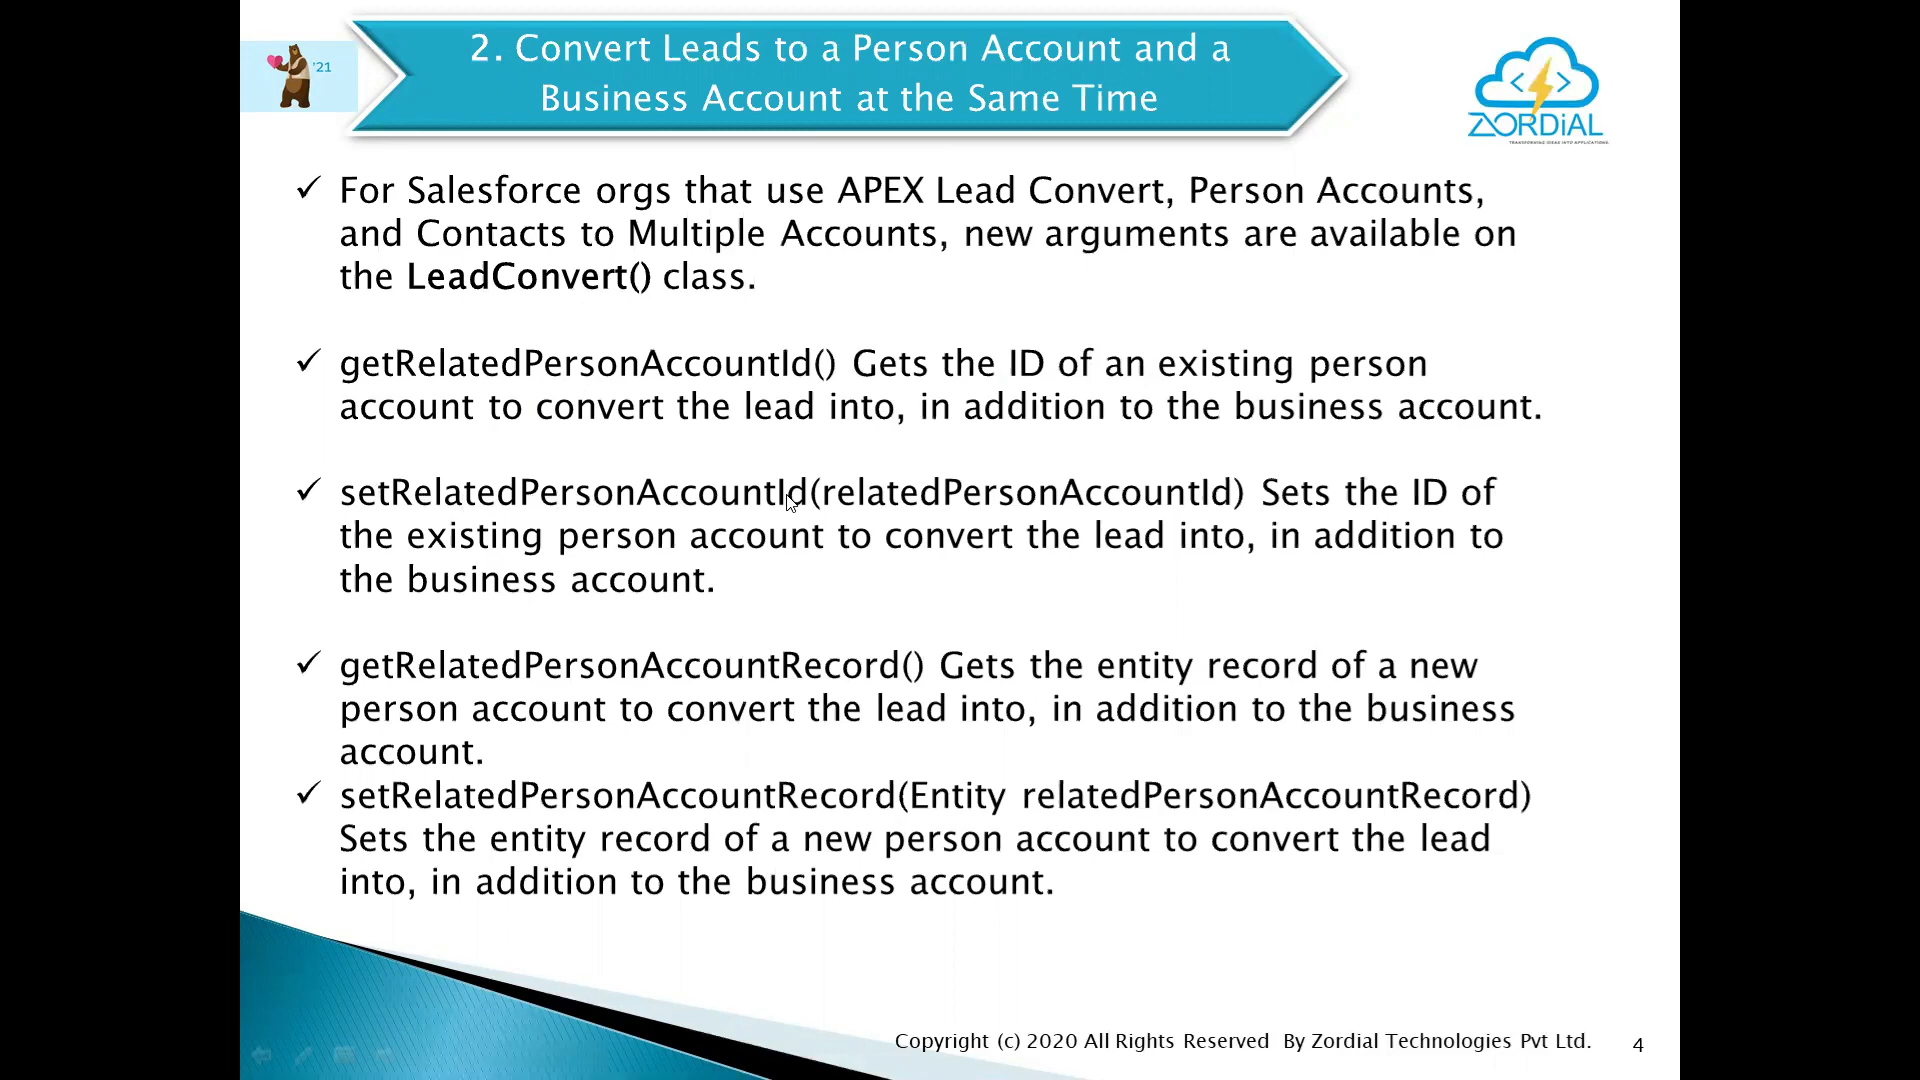 2. Convert Leads to a Person Account and a
Business Account at the Same Time
'21
ZORDiAL
TRANSFORMING IDEAS INTO APPLICATIONS.
✓ For Salesforce orgs that use APEX Lead Convert, Person Accounts,
and Contacts to Multiple Accounts, new arguments are available on
the LeadConvert() class.
✓ getRelatedPersonAccountId() Gets the ID of an existing person
account to convert the lead into, in addition to the business account.
✓ setRelatedPersonAccountId(relatedPersonAccountId) Sets the ID of
the existing person account to convert the lead into, in addition to
the business account.
✓ getRelatedPersonAccountRecord() Gets the entity record of a new
person account to convert the lead into, in addition to the business
account.
✓ setRelatedPersonAccountRecord(Entity relatedPersonAccountRecord)
Sets the entity record of a new person account to convert the lead
into, in addition to the business account.
Copyright (c) 2020 All Rights Reserved By Zordial Technologies Pvt Ltd.
4